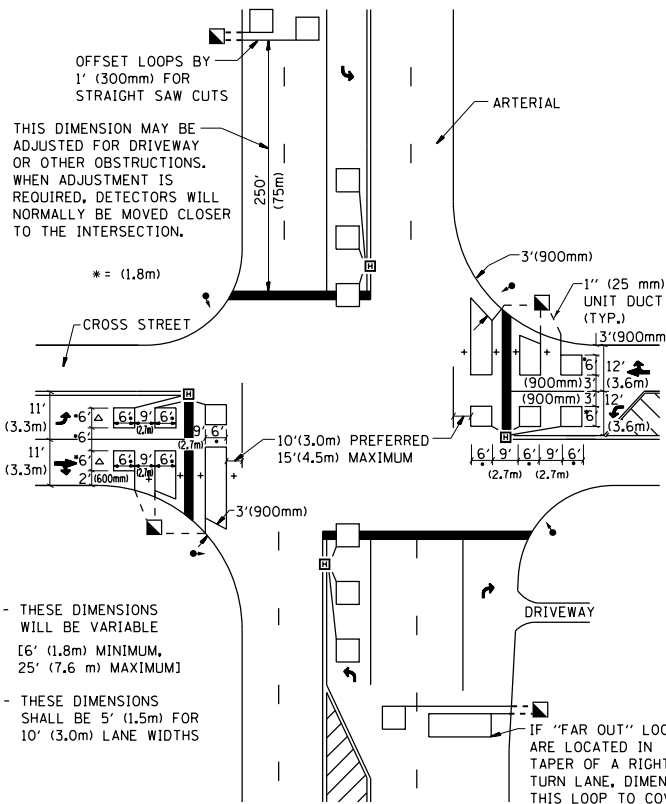 OFFSET LOOPS BY
1' (300mm) FOR
STRAIGHT SAW CUTS
ARTERIAL
THIS DIMENSION MAY BE
ADJUSTED FOR DRIVEWAY
OR OTHER OBSTRUCTIONS.
WHEN ADJUSTMENT IS
REQUIRED, DETECTORS WILL
NORMALLY BE MOVED CLOSER
TO THE INTERSECTION.
250'
(75m)
* = (1.8m)
3'(900mm)
1'' (25 mm)
UNIT DUCT
(TYP.)
CROSS STREET
3'(900mm
6'
12'
(3.6m)
(900mm) 3'
(900mm) 3'
12'
6'
(3.6m)
H
H
H
H
11'
(3.3m)
*6'
6' 9' 6'
(2.7m)
*6'
9' 6'
(2.7m)
11'
(3.3m)
*6'
6' 9' 6'
(2.7m)
2' (600mm)
10'(3.0m) PREFERRED
15'(4.5m) MAXIMUM
6' 9' 6' 9' 6'
(2.7m) (2.7m)
3'(900mm)
- THESE DIMENSIONS
WILL BE VARIABLE
[6' (1.8m) MINIMUM,
25' (7.6 m) MAXIMUM]
DRIVEWAY
- THESE DIMENSIONS
SHALL BE 5' (1.5m) FOR
10' (3.0m) LANE WIDTHS
IF "FAR OUT" LOO
ARE LOCATED IN
TAPER OF A RIGHT
TURN LANE, DIMEN
THIS LOOP TO COV